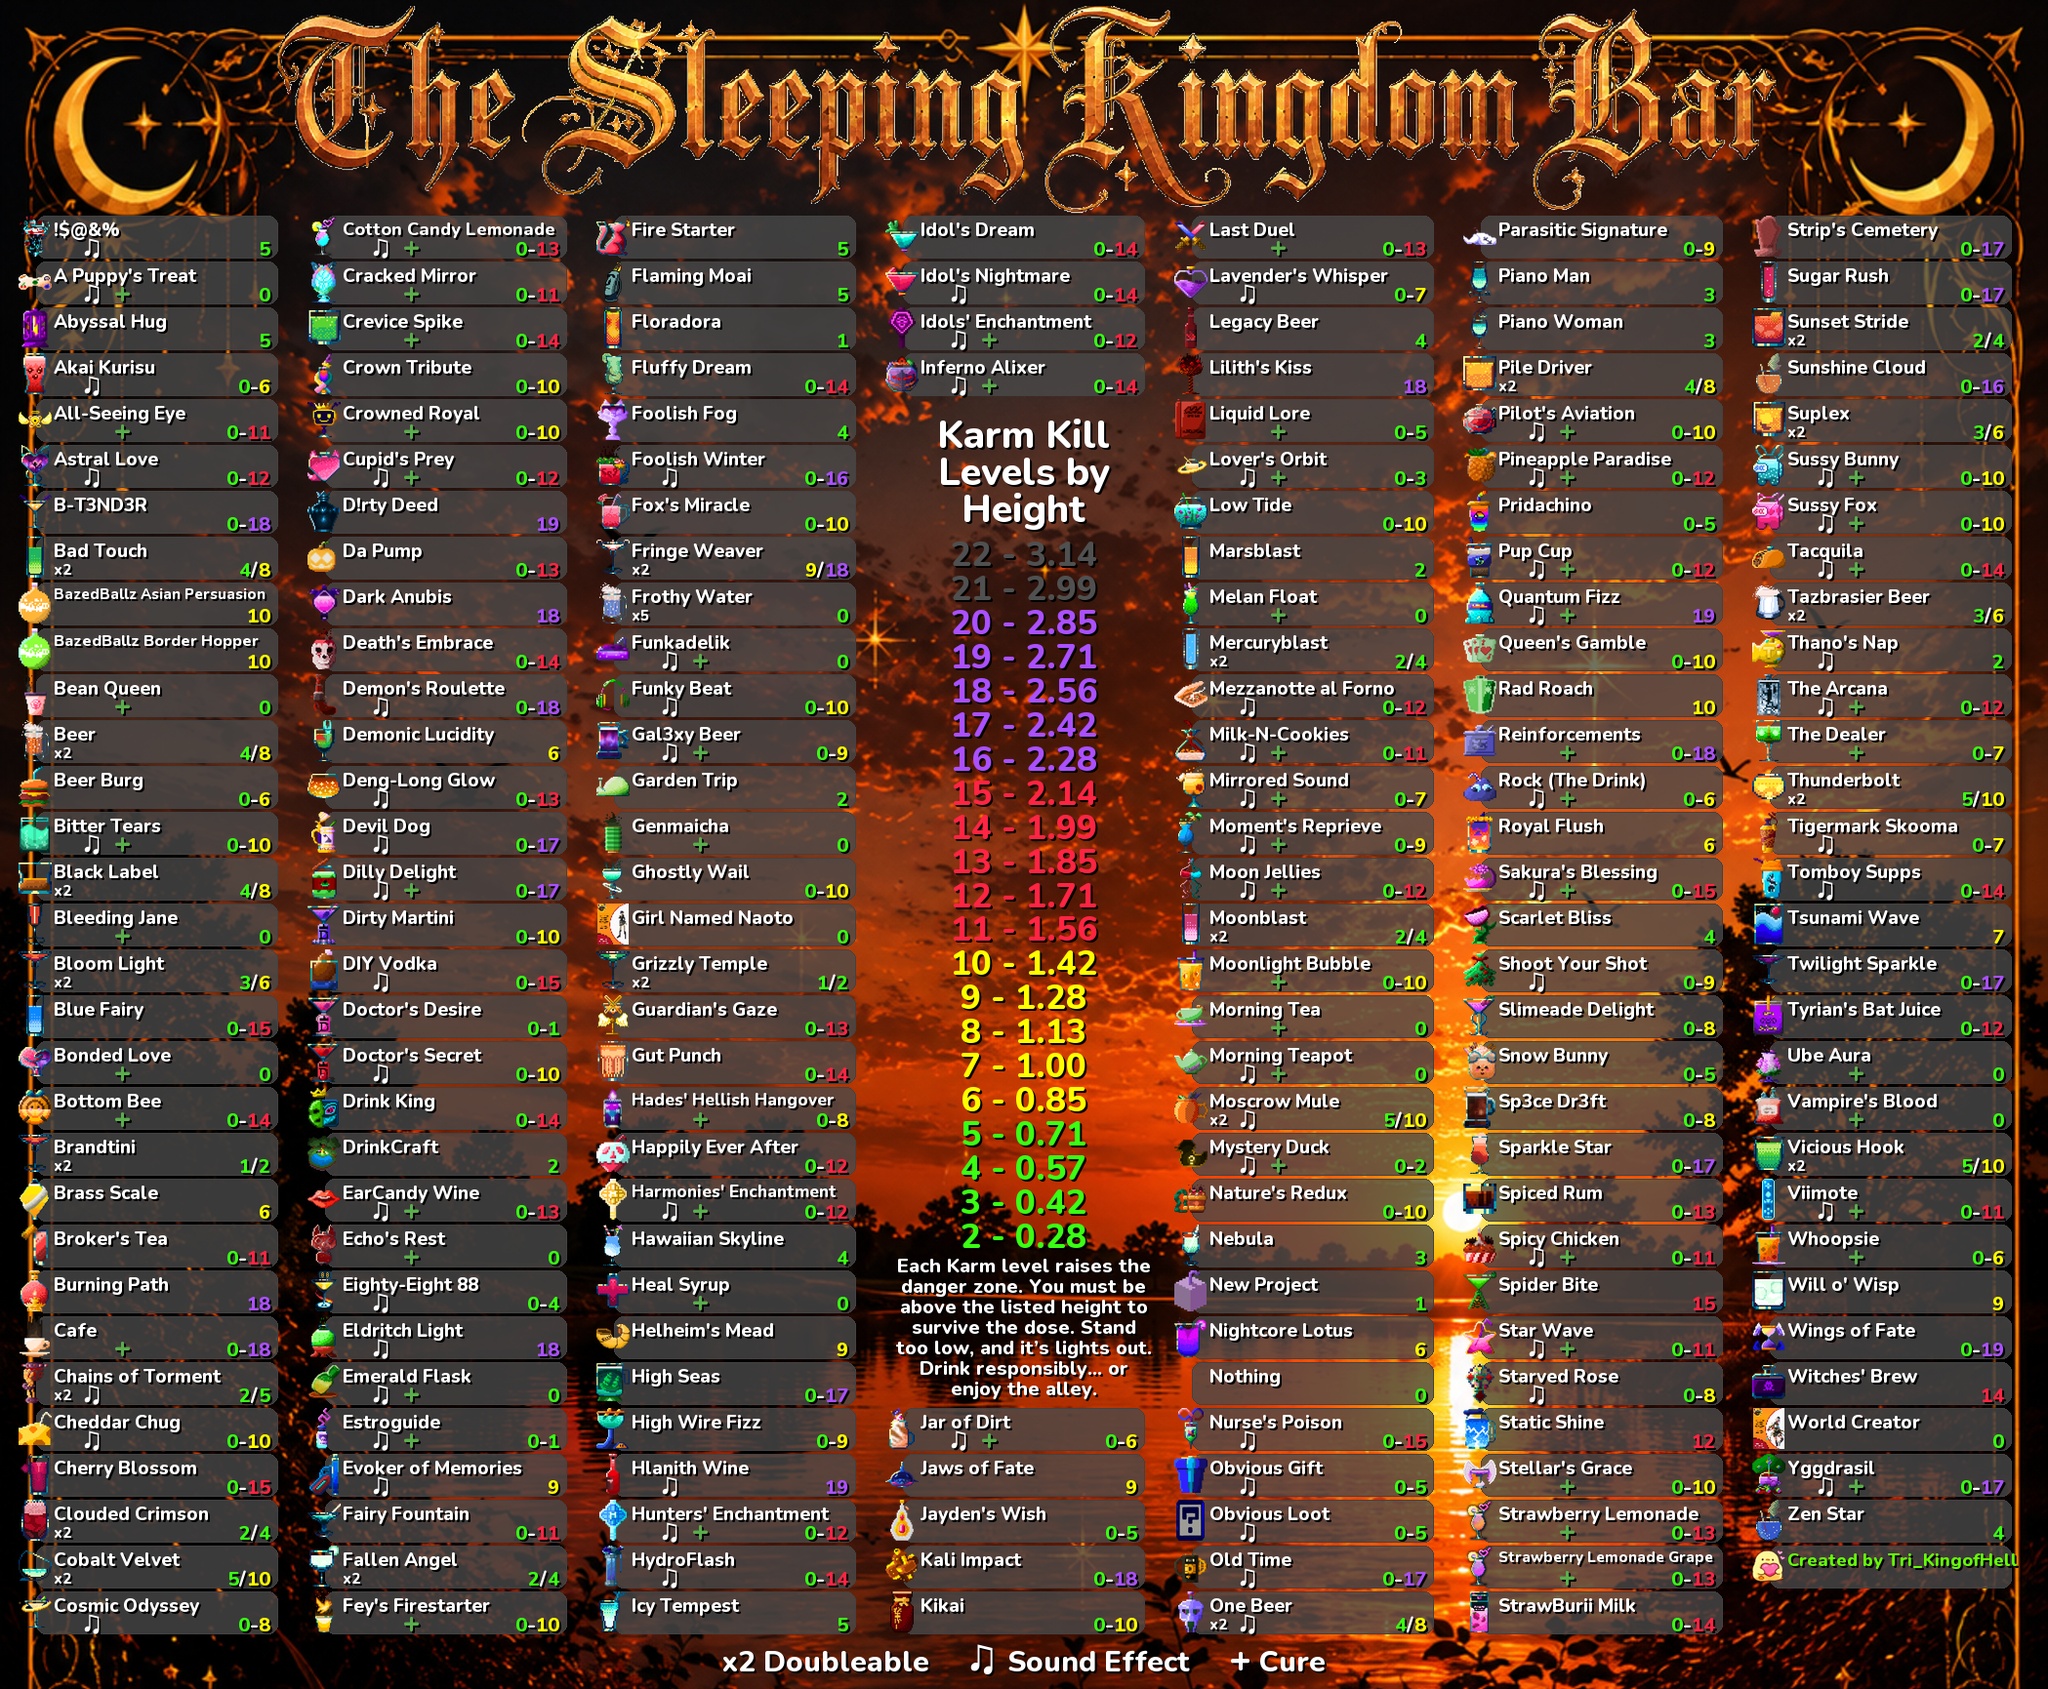 The Sleeping Kingdom Bar
!$@&%
♫ 5
A Puppy's Treat
♫ + 0
Abyssal Hug
5
Akai Kurisu
♫ 0-6
All-Seeing Eye
+ 0-11
Astral Love
♫ 0-12
B-T3ND3R
0-18
Bad Touch
x2 4/8
BazedBallz Asian Persuasion
10
BazedBallz Border Hopper
10
Bean Queen
+ 0
Beer
x2 4/8
Beer Burg
0-6
Bitter Tears
♫ + 0-10
Black Label
x2 4/8
Bleeding Jane
+ 0
Bloom Light
x2 3/6
Blue Fairy
0-15
Bonded Love
+ 0
Bottom Bee
+ 0-14
Brandtini
x2 1/2
Brass Scale
6
Broker's Tea
0-11
Burning Path
18
Cafe
+ 0-18
Chains of Torment
x2 ♫ 2/5
Cheddar Chug
♫ 0-10
Cherry Blossom
0-15
Clouded Crimson
x2 2/4
Cobalt Velvet
x2 5/10
Cosmic Odyssey
♫ 0-8
Cotton Candy Lemonade
♫ + 0-13
Cracked Mirror
+ 0-11
Crevice Spike
+ 0-14
Crown Tribute
0-10
Crowned Royal
+ 0-10
Cupid's Prey
♫ + 0-12
D!rty Deed
19
Da Pump
0-13
Dark Anubis
18
Death's Embrace
0-14
Demon's Roulette
♫ 0-18
Demonic Lucidity
6
Deng-Long Glow
♫ 0-13
Devil Dog
♫ 0-17
Dilly Delight
♫ + 0-17
Dirty Martini
0-10
DIY Vodka
♫ 0-15
Doctor's Desire
0-1
Doctor's Secret
♫ 0-10
Drink King
0-14
DrinkCraft
2
EarCandy Wine
♫ + 0-13
Echo's Rest
+ 0
Eighty-Eight 88
♫ 0-4
Eldritch Light
♫ 18
Emerald Flask
♫ + 0
Estroguide
♫ + 0-1
Evoker of Memories
♫ 9
Fairy Fountain
0-11
Fallen Angel
x2 2/4
Fey's Firestarter
+ 0-10
Fire Starter
5
Flaming Moai
5
Floradora
1
Fluffy Dream
0-14
Foolish Fog
4
Foolish Winter
♫ 0-16
Fox's Miracle
0-10
Fringe Weaver
x2 9/18
Frothy Water
x5 0
Funkadelik
♫ + 0
Funky Beat
♫ 0-10
Gal3xy Beer
♫ + 0-9
Garden Trip
2
Genmaicha
+ 0
Ghostly Wail
0-10
Girl Named Naoto
0
Grizzly Temple
x2 1/2
Guardian's Gaze
0-13
Gut Punch
0-14
Hades' Hellish Hangover
+ 0-8
Happily Ever After
0-12
Harmonies' Enchantment
♫ + 0-12
Hawaiian Skyline
4
Heal Syrup
+ 0
Helheim's Mead
9
High Seas
0-17
High Wire Fizz
0-9
Hlanith Wine
♫ 19
Hunters' Enchantment
♫ + 0-12
HydroFlash
♫ 0-14
Icy Tempest
5
Idol's Dream
0-14
Idol's Nightmare
♫ 0-14
Idols' Enchantment
♫ + 0-12
Inferno Alixer
♫ + 0-14
Karm Kill
Levels by
Height
22 - 3.14
21 - 2.99
20 - 2.85
19 - 2.71
18 - 2.56
17 - 2.42
16 - 2.28
15 - 2.14
14 - 1.99
13 - 1.85
12 - 1.71
11 - 1.56
10 - 1.42
9 - 1.28
8 - 1.13
7 - 1.00
6 - 0.85
5 - 0.71
4 - 0.57
3 - 0.42
2 - 0.28
Each Karm level raises the
danger zone. You must be
above the listed height to
survive the dose. Stand
too low, and it's lights out.
Drink responsibly... or
enjoy the alley.
Jar of Dirt
♫ + 0-6
Jaws of Fate
9
Jayden's Wish
0-5
Kali Impact
0-18
Kikai
0-10
Last Duel
+ 0-13
Lavender's Whisper
♫ 0-7
Legacy Beer
4
Lilith's Kiss
18
Liquid Lore
+ 0-5
Lover's Orbit
♫ + 0-3
Low Tide
0-10
Marsblast
2
Melan Float
+ 0
Mercuryblast
x2 2/4
Mezzanotte al Forno
♫ 0-12
Milk-N-Cookies
♫ + 0-11
Mirrored Sound
♫ + 0-7
Moment's Reprieve
♫ + 0-9
Moon Jellies
♫ + 0-12
Moonblast
x2 2/4
Moonlight Bubble
+ 0-10
Morning Tea
+ 0
Morning Teapot
♫ + 0
Moscrow Mule
x2 ♫ 5/10
Mystery Duck
♫ + 0-2
Nature's Redux
0-10
Nebula
3
New Project
1
Nightcore Lotus
6
Nothing
0
Nurse's Poison
♫ 0-15
Obvious Gift
♫ 0-5
Obvious Loot
♫ 0-5
Old Time
♫ 0-17
One Beer
x2 ♫ 4/8
Parasitic Signature
0-9
Piano Man
3
Piano Woman
3
Pile Driver
x2 4/8
Pilot's Aviation
♫ + 0-10
Pineapple Paradise
♫ + 0-12
Pridachino
0-5
Pup Cup
♫ + 0-12
Quantum Fizz
♫ + 19
Queen's Gamble
0-10
Rad Roach
10
Reinforcements
+ 0-18
Rock (The Drink)
♫ + 0-6
Royal Flush
6
Sakura's Blessing
♫ + 0-15
Scarlet Bliss
4
Shoot Your Shot
♫ 0-9
Slimeade Delight
0-8
Snow Bunny
0-5
Sp3ce Dr3ft
0-8
Sparkle Star
0-17
Spiced Rum
0-13
Spicy Chicken
♫ + 0-11
Spider Bite
15
Star Wave
♫ + 0-11
Starved Rose
♫ 0-8
Static Shine
12
Stellar's Grace
+ 0-10
Strawberry Lemonade
+ 0-13
Strawberry Lemonade Grape
+ 0-13
StrawBurii Milk
0-14
Strip's Cemetery
0-17
Sugar Rush
0-17
Sunset Stride
x2 2/4
Sunshine Cloud
0-16
Suplex
x2 3/6
Sussy Bunny
♫ + 0-10
Sussy Fox
♫ + 0-10
Tacquila
♫ + 0-14
Tazbrasier Beer
x2 3/6
Thano's Nap
♫ 2
The Arcana
♫ + 0-12
The Dealer
+ 0-7
Thunderbolt
x2 5/10
Tigermark Skooma
♫ 0-7
Tomboy Supps
♫ 0-14
Tsunami Wave
7
Twilight Sparkle
0-17
Tyrian's Bat Juice
0-12
Ube Aura
+ 0
Vampire's Blood
+ 0
Vicious Hook
x2 5/10
Viimote
♫ + 0-11
Whoopsie
+ 0-6
Will o' Wisp
9
Wings of Fate
0-19
Witches' Brew
14
World Creator
0
Yggdrasil
♫ + 0-17
Zen Star
4
Created by Tri_KingofHell
x2 Doubleable ♫ Sound Effect + Cure